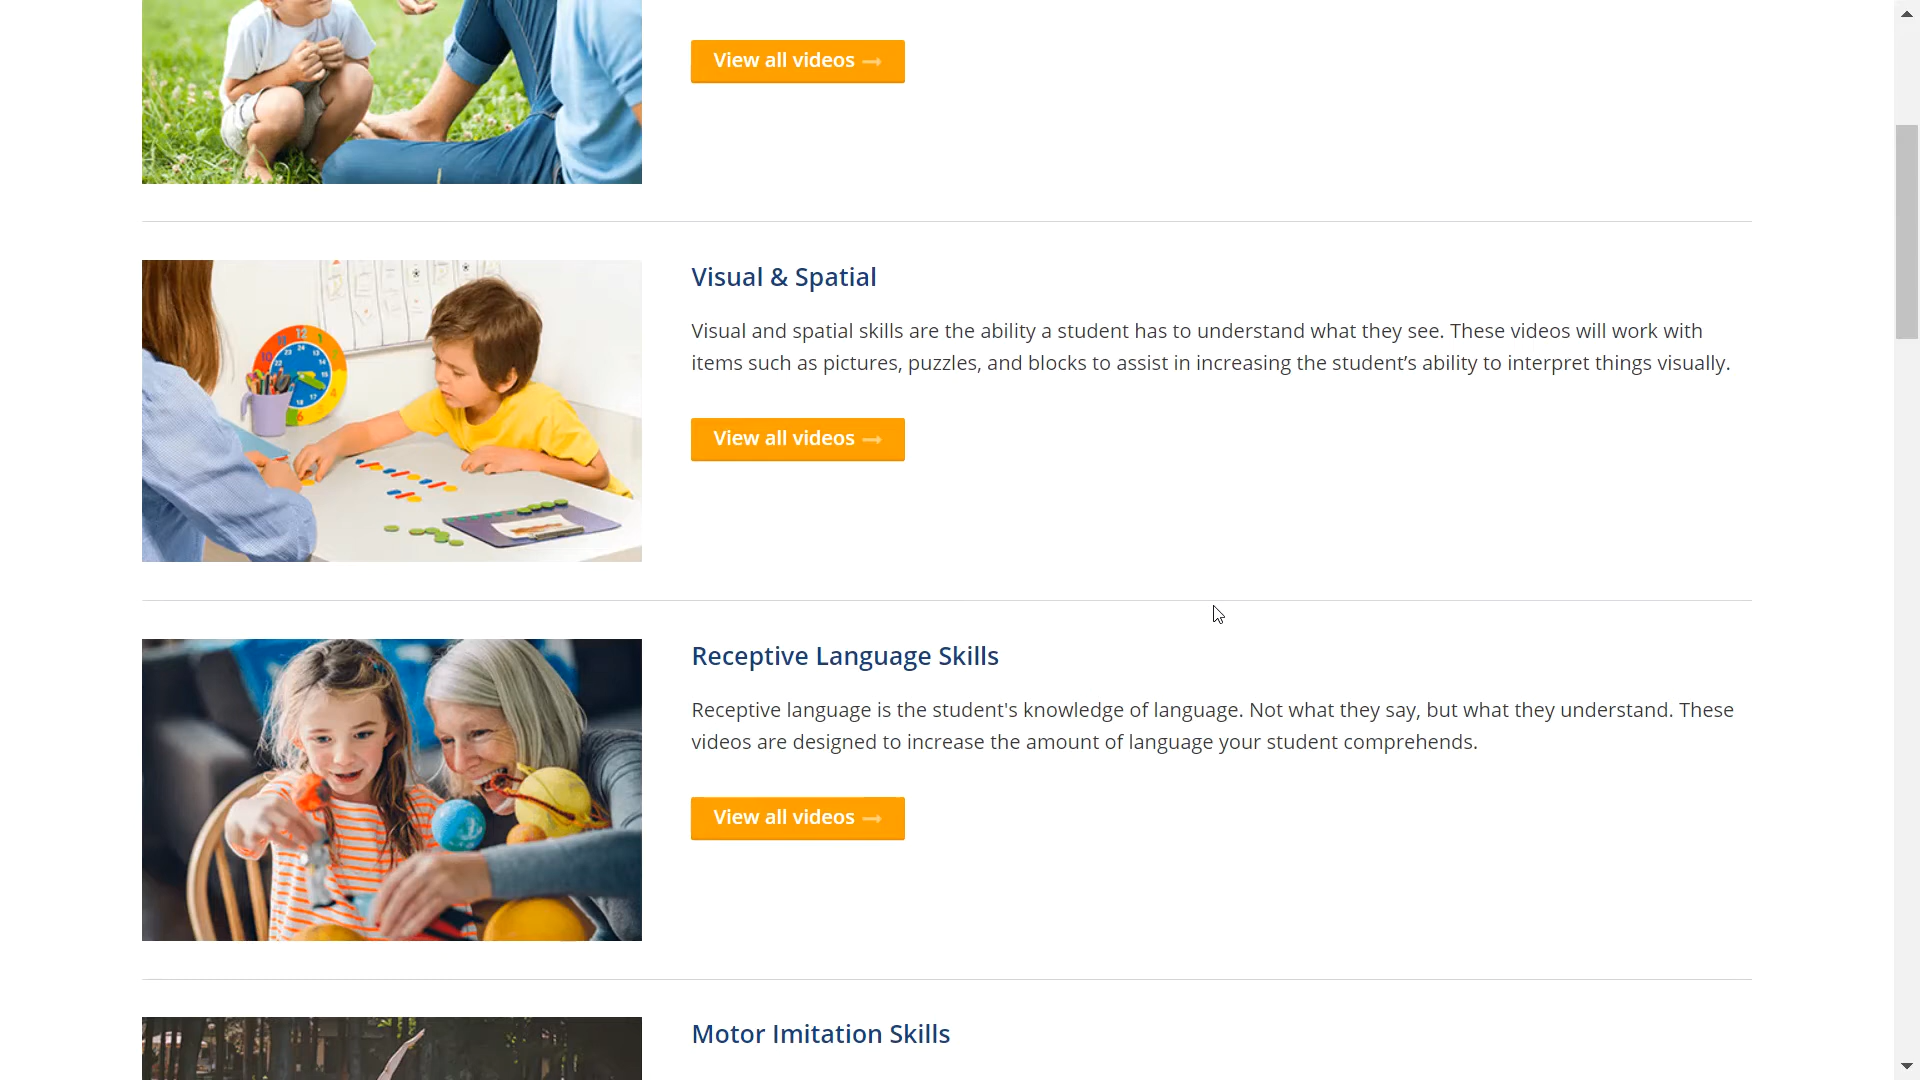 View all videos →
Visual & Spatial
Visual and spatial skills are the ability a student has to understand what they see. These videos will work with
items such as pictures, puzzles, and blocks to assist in increasing the student’s ability to interpret things visually.
View all videos →
Receptive Language Skills
Receptive language is the student's knowledge of language. Not what they say, but what they understand. These
videos are designed to increase the amount of language your student comprehends.
View all videos →
Motor Imitation Skills